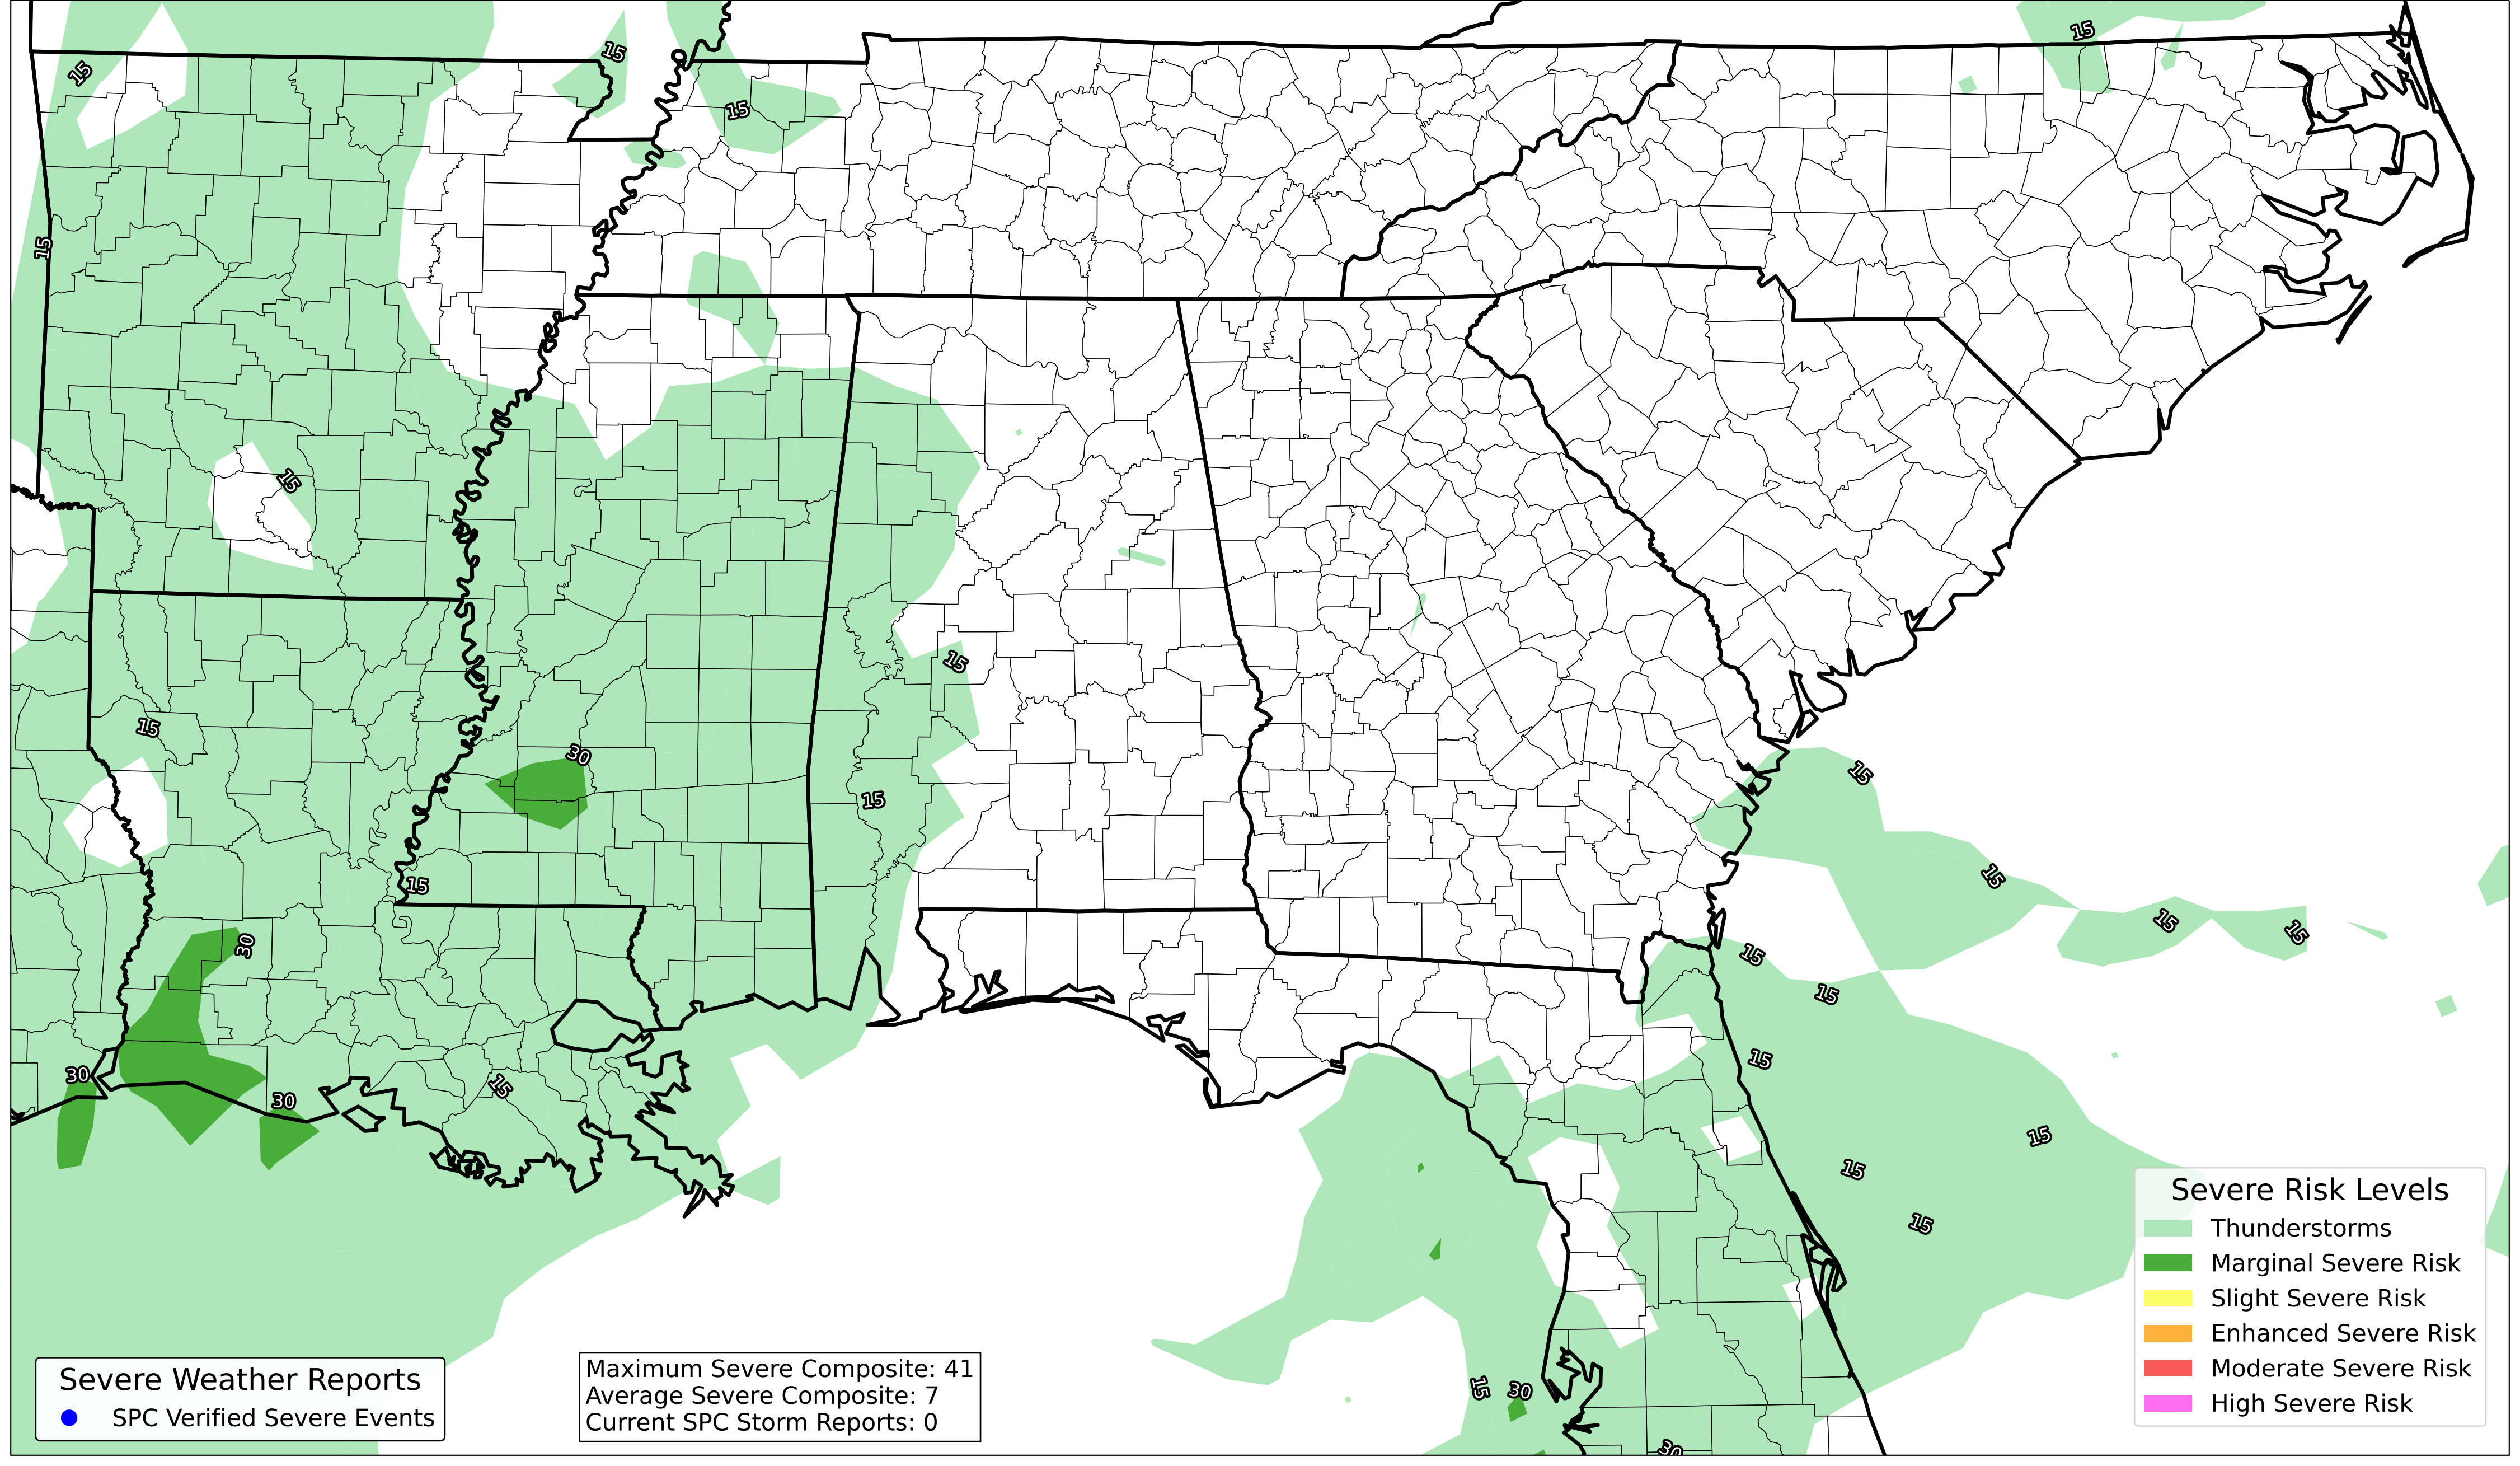 15
15
15
15
15
15
15
15
30
15
15
15
15
30
15
15
15
15
15
30
15
15
30
15
15
15
15
Severe Risk Levels
Thunderstorms
Marginal Severe Risk
Slight Severe Risk
Enhanced Severe Risk
Moderate Severe Risk
High Severe Risk
15
30
30
Severe Weather Reports
SPC Verified Severe Events
Maximum Severe Composite: 41
Average Severe Composite: 7
Current SPC Storm Reports: 0